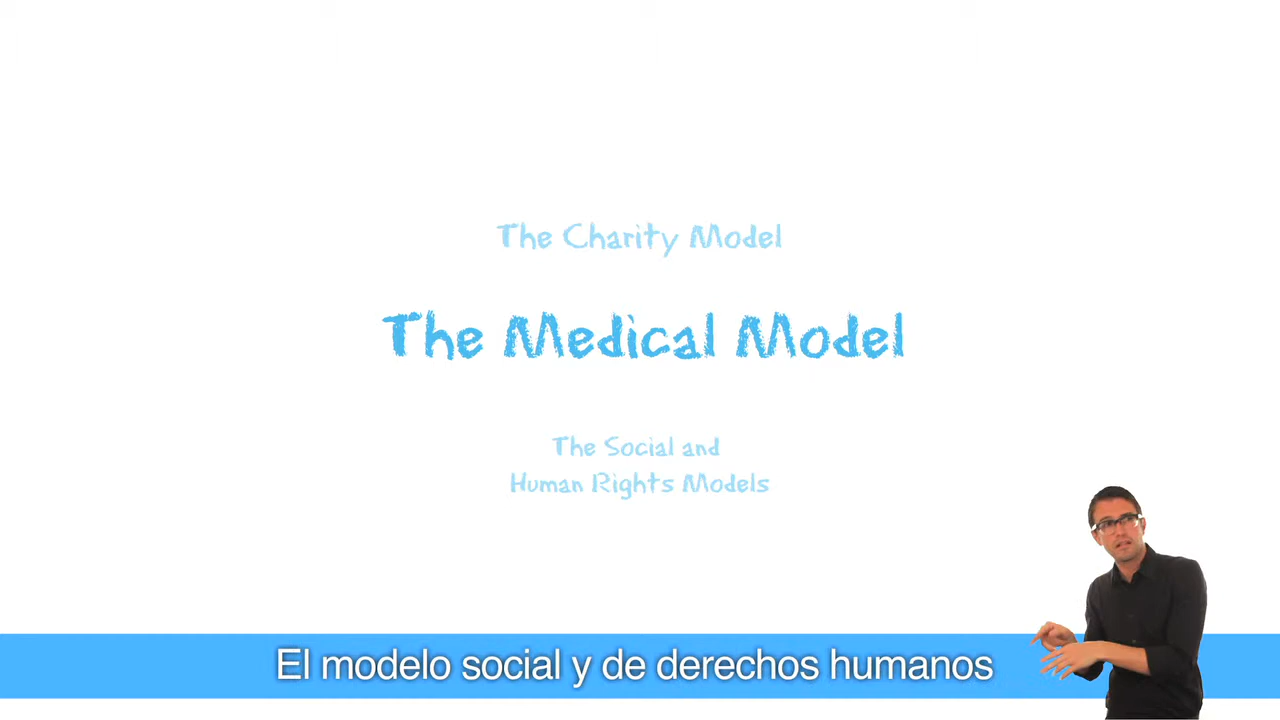 The Charity Model
The Medical Model
The Social and
Human Rights Models
El modelo social y de derechos humanos